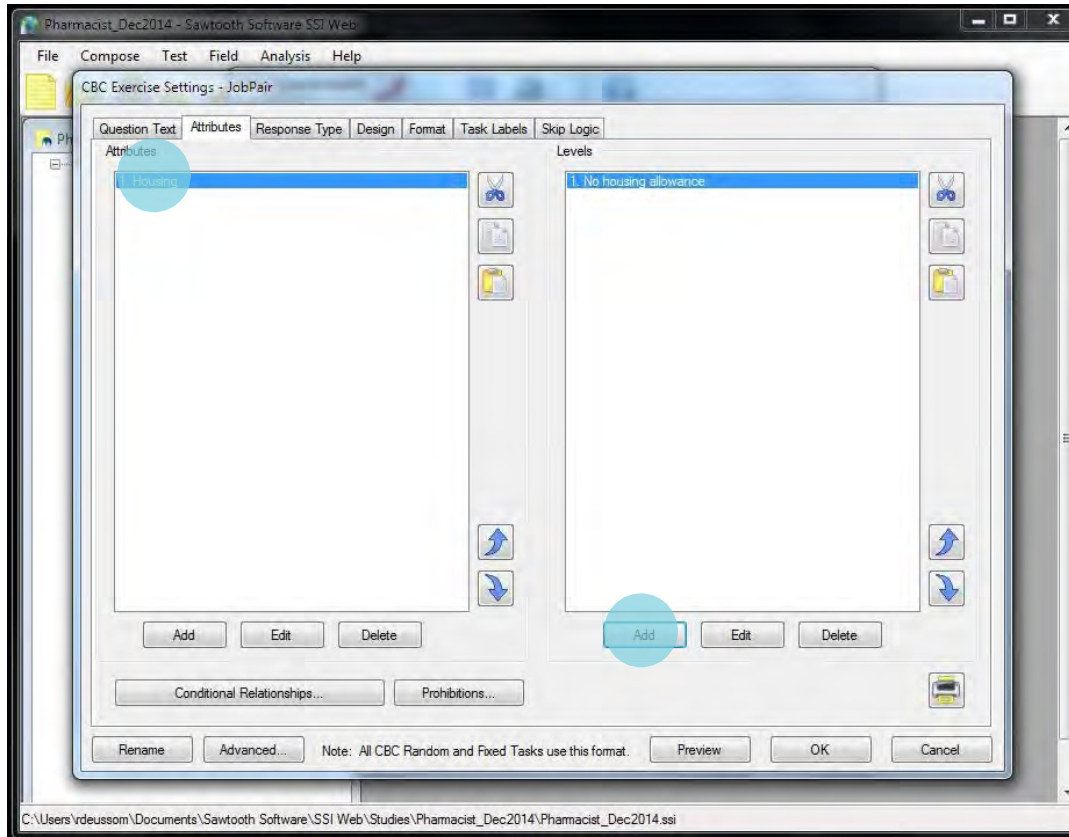 Pharmacist_Dec2014 - Sawtooth Software SSI Web
File Compose Test Field Analysis Help
CBC Exercise Settings - JobPair
Question Text Attributes Response Type Design Format Task Labels Skip Logic
Attributes Levels
1. Housing 1. No housing allowance
Add Edit Delete Add Edit Delete
Conditional Relationships... Prohibitions...
Rename Advanced... Note: All CBC Random and Fixed Tasks use this format. Preview OK Cancel
C:\Users\rdeussom\Documents\Sawtooth Software\SSI Web\Studies\Pharmacist_Dec2014\Pharmacist_Dec2014.ssi